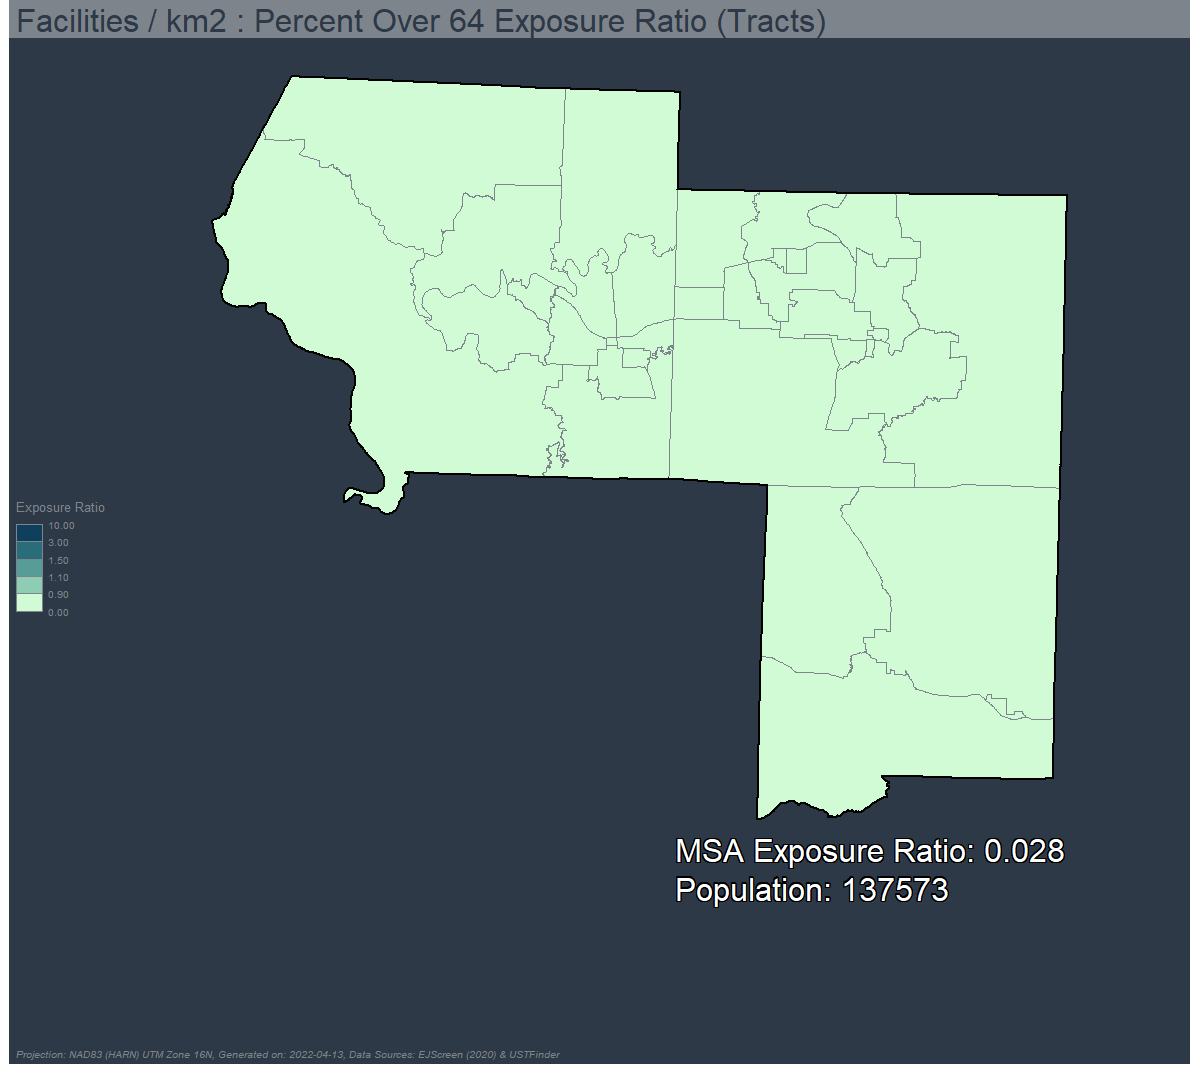 Facilities / km2 : Percent Over 64 Exposure Ratio (Tracts)
Exposure Ratio
10.00
3.00
1.50
1.10
0.90
0.00
MSA Exposure Ratio: 0.028
Population: 137573
Projection: NAD83 (HARN) UTM Zone 16N, Generated on: 2022-04-13, Data Sources: EJScreen (2020) & USTFinder